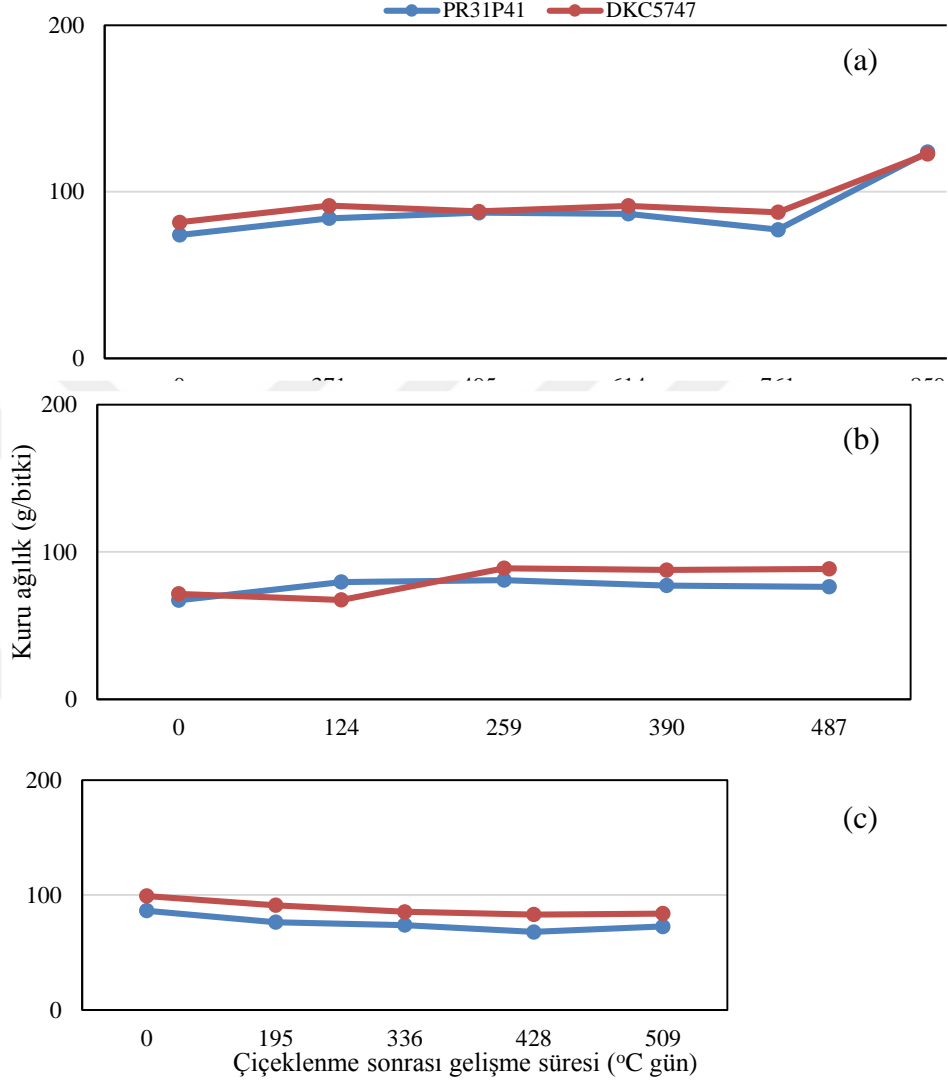 PR31P41 DKC5747
200
(a)
100
0
200
(b)
Kuru ağılık (g/bitki)
100
0
0 124 259 390 487
200
(c)
100
0
0 195 336 428 509
Çiçeklenme sonrası gelişme süresi (ᵒC gün)